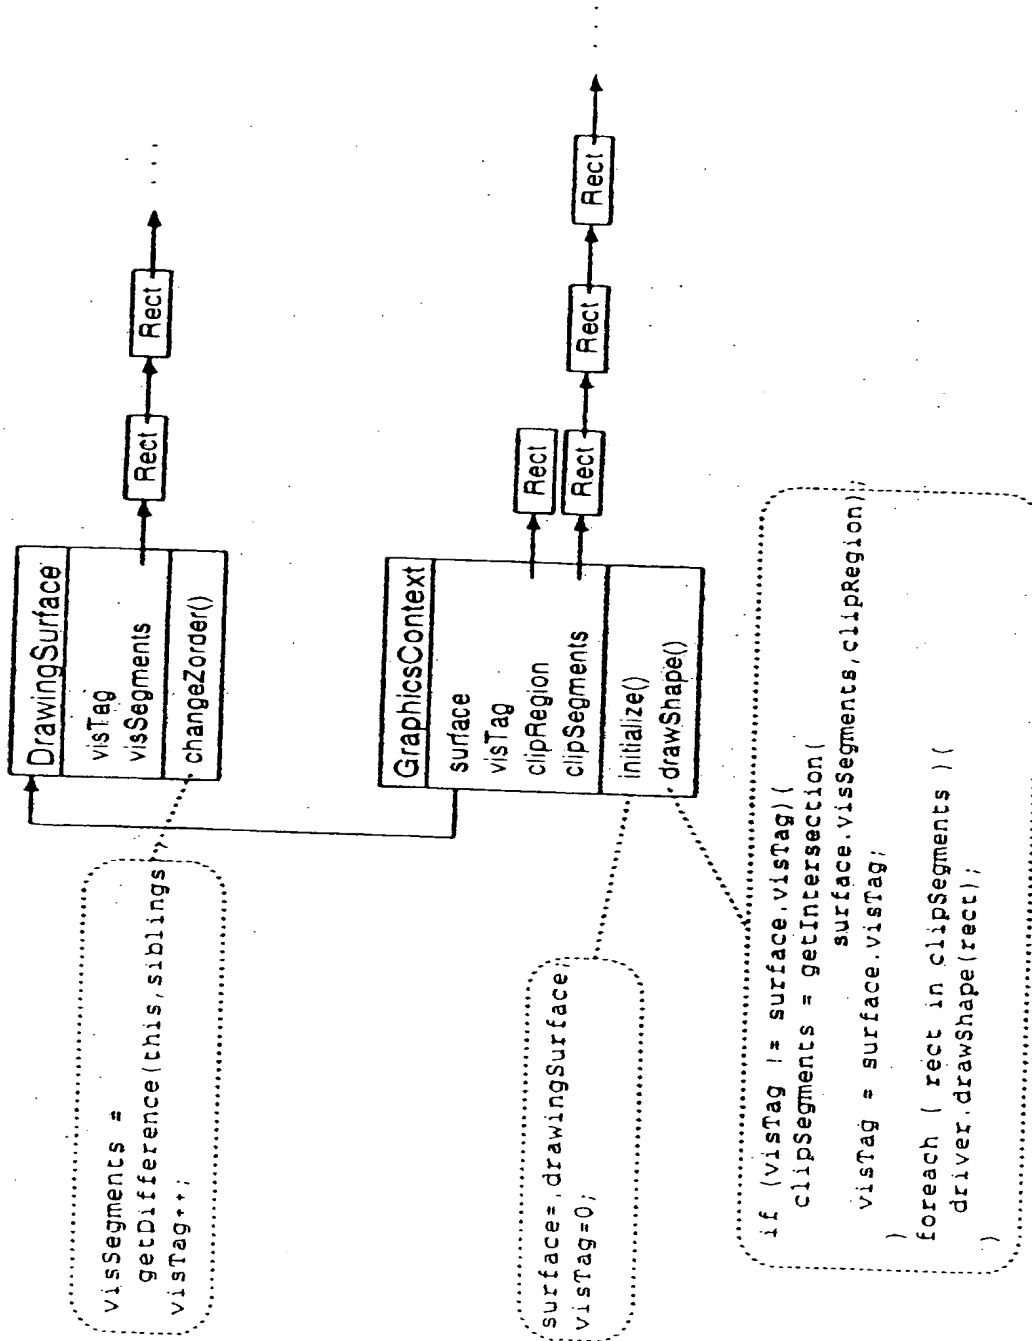 DrawingSurface
visTag
visSegments
changeZorder()
Rect
Rect
. . . .
visSegments =
getDifference(this,siblings)
visTag++;
GraphicsContext
surface
visTag
clipRegion
clipSegments
initialize()
drawShape()
Rect
Rect
Rect
Rect
. . . .
surface=.drawingSurface;
visTag=0;
if (visTag != surface.visTag)(
clipSegments = getIntersection(
surface.visSegments,clipRegion);
visTag = surface.visTag;
)
foreach ( rect in clipSegments )(
driver.drawShape(rect);
)